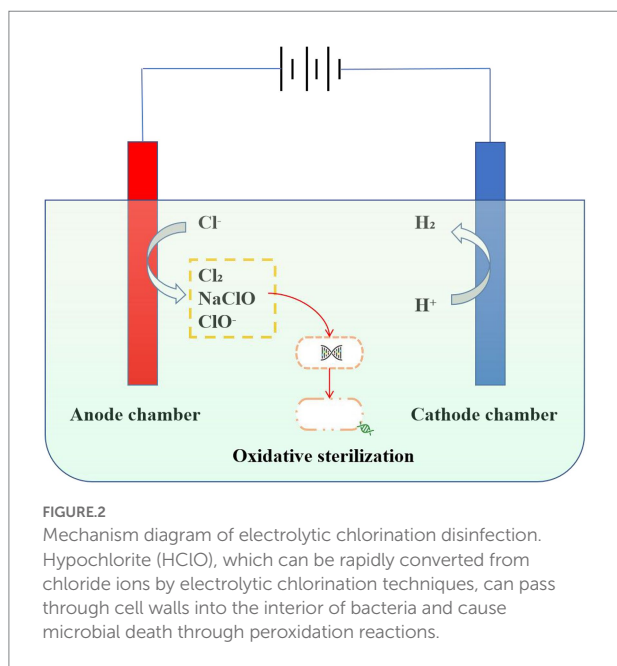 Cl⁻
H₂
Cl₂
NaClO
ClO⁻
H⁺
Anode chamber
Cathode chamber
Oxidative sterilization
FIGURE.2
Mechanism diagram of electrolytic chlorination disinfection.
Hypochlorite (HClO), which can be rapidly converted from
chloride ions by electrolytic chlorination techniques, can pass
through cell walls into the interior of bacteria and cause
microbial death through peroxidation reactions.